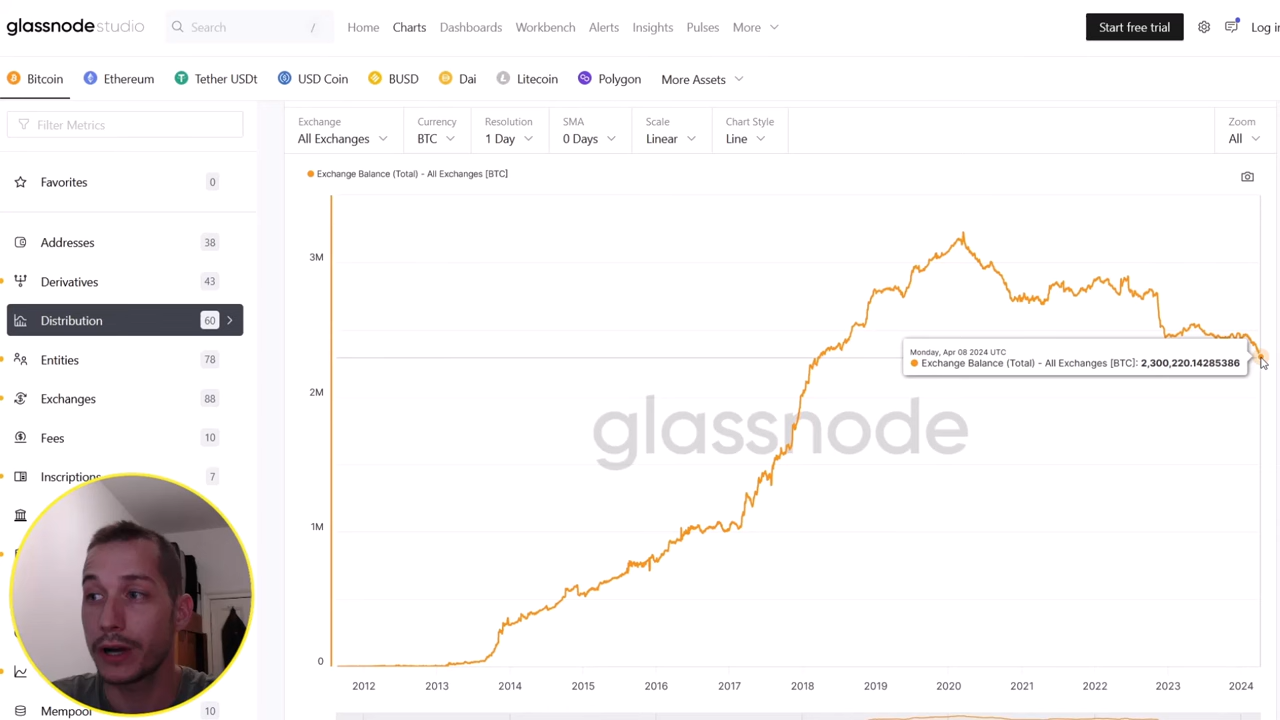 glassnode studio
Search /
Home Charts Dashboards Workbench Alerts Insights Pulses More
Start free trial
Log in
Bitcoin Ethereum Tether USDt USD Coin BUSD Dai Litecoin Polygon More Assets
Filter Metrics
Favorites 0
Addresses 38
Derivatives 43
Distribution 60
Entities 78
Exchanges 88
Fees 10
Inscriptions 7
Mempool 10
Exchange Currency Resolution SMA Scale Chart Style Zoom
All Exchanges BTC 1 Day 0 Days Linear Line All
Exchange Balance (Total) - All Exchanges [BTC]
3M
2M
1M
0
Monday, Apr 08 2024 UTC
Exchange Balance (Total) - All Exchanges [BTC]: 2,300,220.14285386
glassnode
2012 2013 2014 2015 2016 2017 2018 2019 2020 2021 2022 2023 2024